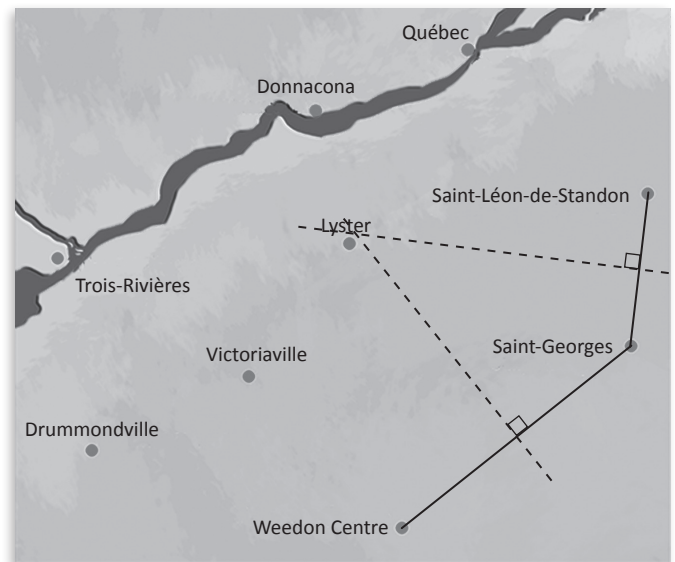 Québec
Donnacona
Saint-Léon-de-Standon
Lyster
Trois-Rivières
Saint-Georges
Victoriaville
Drummondville
Weedon Centre